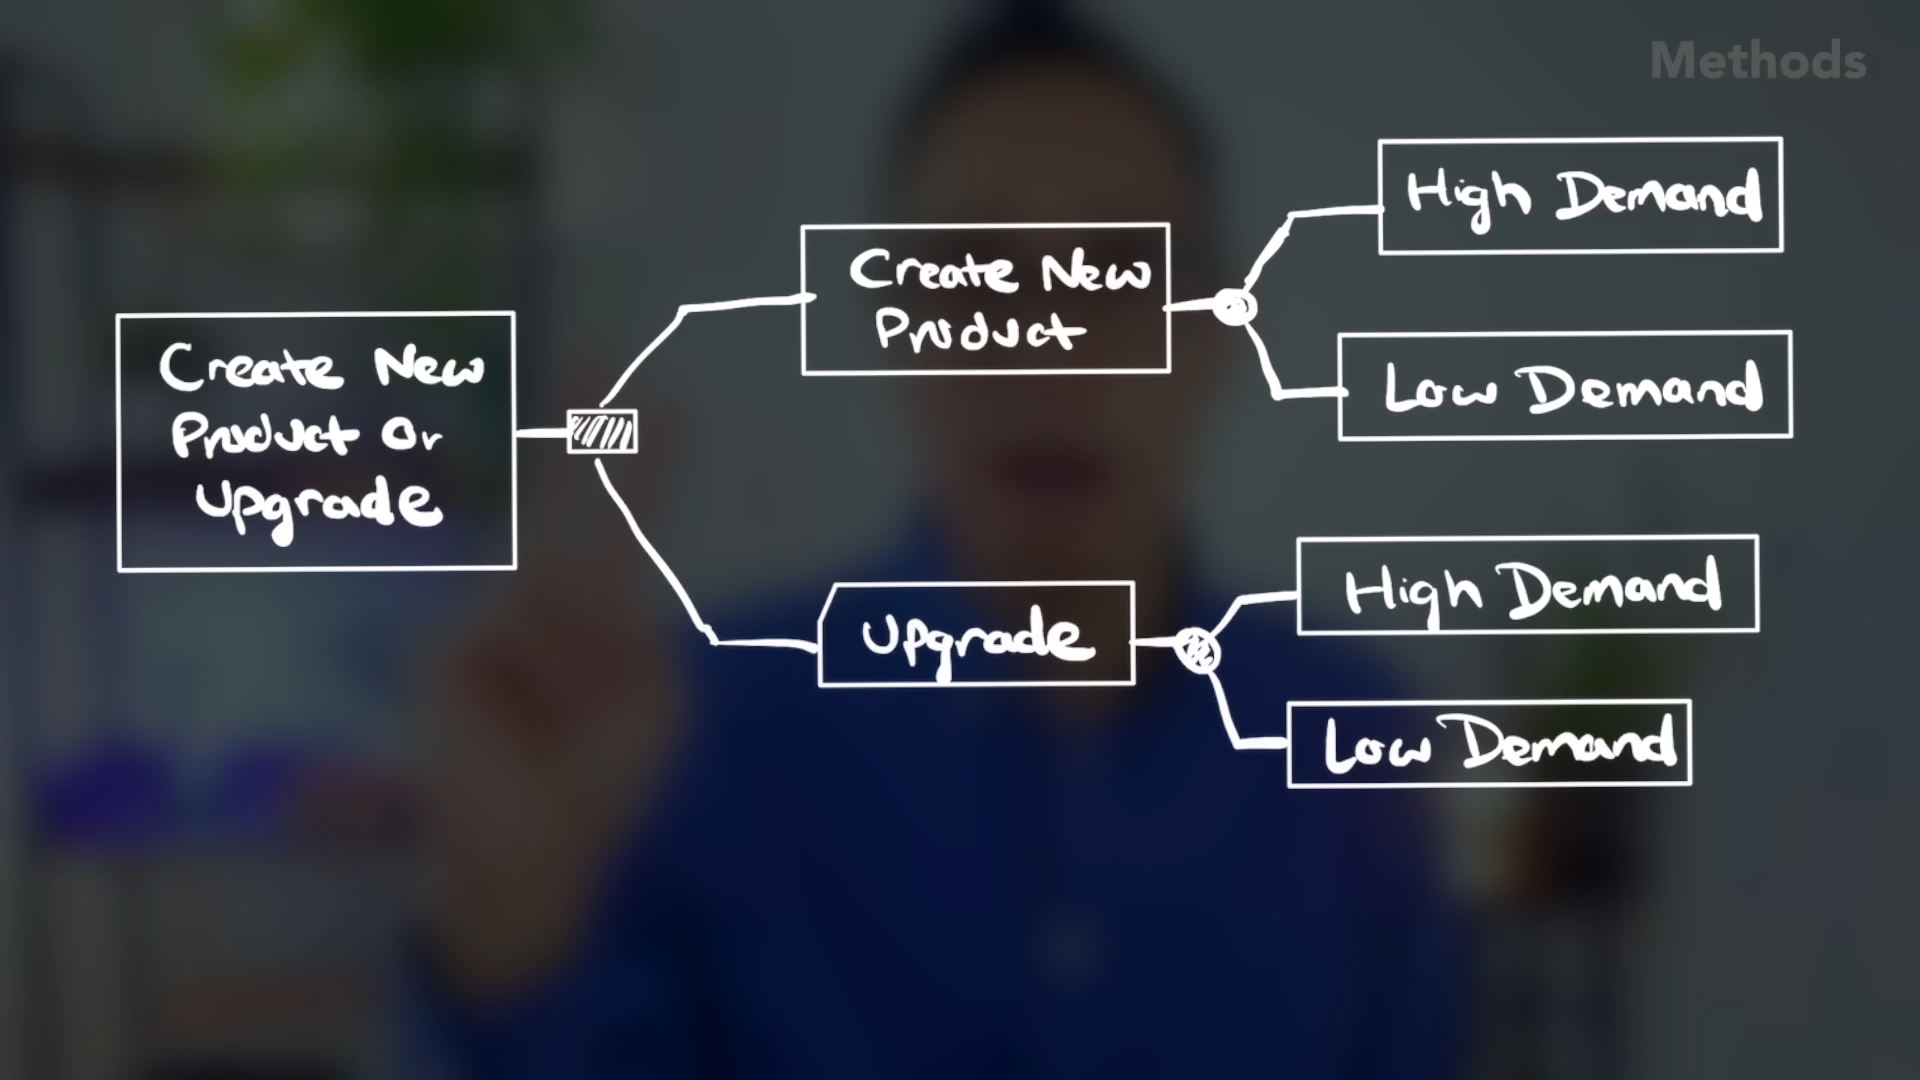 Methods
Create New
Product Or
Upgrade
Create New
Product
High Demand
Low Demand
Upgrade
High Demand
Low Demand